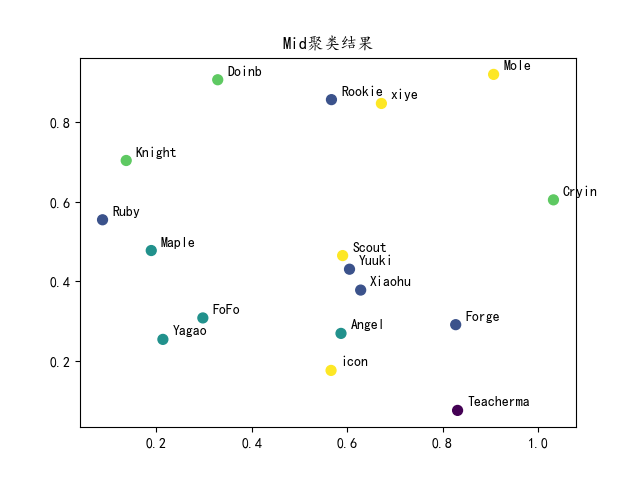 Mid聚类结果
Mole
Doinb
Rookie
xiye
0.8
Knight
0.6
Cryin
Ruby
Maple
Scout
Yuuki
0.4
Xiaohu
FoFo
Forge
Angel
Yagao
0.2
icon
Teacherma
0.2
0.4
0.6
0.8
1.0